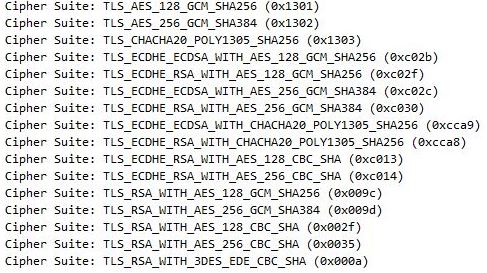 Cipher Suite: TLS_AES_128_GCM_SHA256 (0x1301)
Cipher Suite: TLS_AES_256_GCM_SHA384 (0x1302)
Cipher Suite: TLS_CHACHA20_POLY1305_SHA256 (0x1303)
Cipher Suite: TLS_ECDHE_ECDSA_WITH_AES_128_GCM_SHA256 (0xc02b)
Cipher Suite: TLS_ECDHE_RSA_WITH_AES_128_GCM_SHA256 (0xc02f)
Cipher Suite: TLS_ECDHE_ECDSA_WITH_AES_256_GCM_SHA384 (0xc02c)
Cipher Suite: TLS_ECDHE_RSA_WITH_AES_256_GCM_SHA384 (0xc030)
Cipher Suite: TLS_ECDHE_ECDSA_WITH_CHACHA20_POLY1305_SHA256 (0xcca9)
Cipher Suite: TLS_ECDHE_RSA_WITH_CHACHA20_POLY1305_SHA256 (0xcca8)
Cipher Suite: TLS_ECDHE_RSA_WITH_AES_128_CBC_SHA (0xc013)
Cipher Suite: TLS_ECDHE_RSA_WITH_AES_256_CBC_SHA (0xc014)
Cipher Suite: TLS_RSA_WITH_AES_128_GCM_SHA256 (0x009c)
Cipher Suite: TLS_RSA_WITH_AES_256_GCM_SHA384 (0x009d)
Cipher Suite: TLS_RSA_WITH_AES_128_CBC_SHA (0x002f)
Cipher Suite: TLS_RSA_WITH_AES_256_CBC_SHA (0x0035)
Cipher Suite: TLS_RSA_WITH_3DES_EDE_CBC_SHA (0x000a)